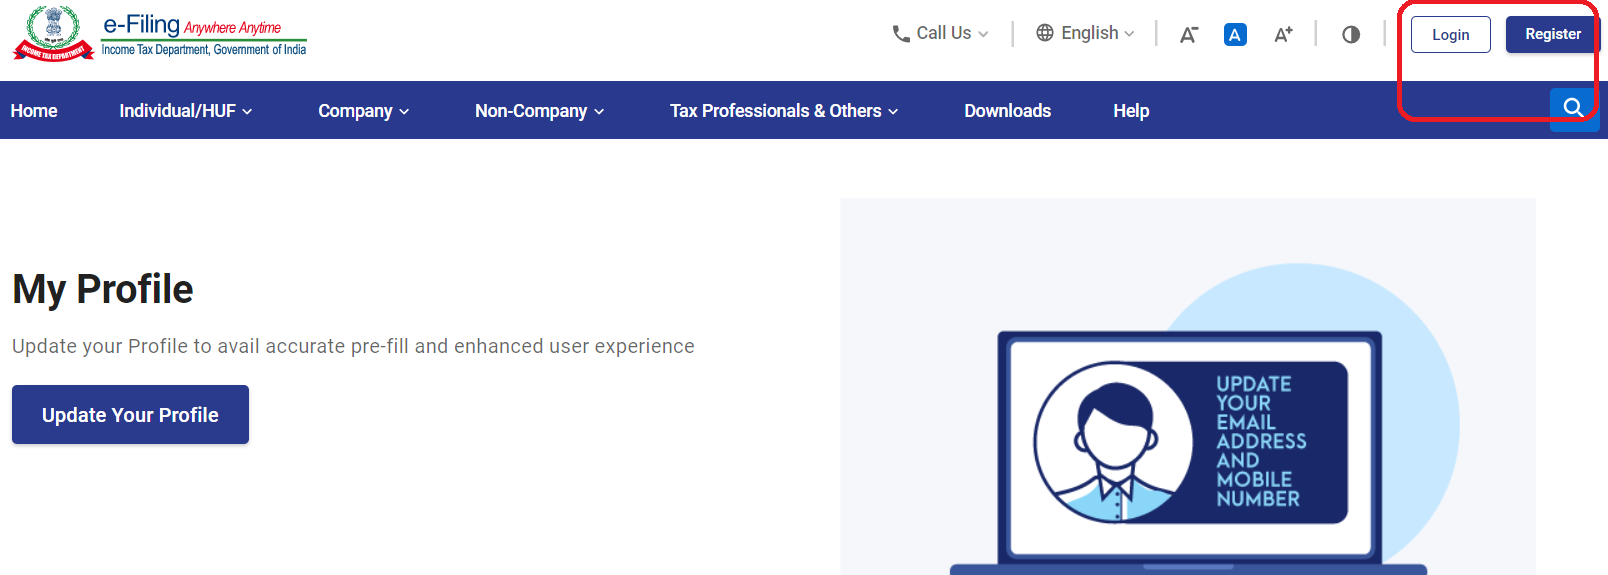 e-Filing Anywhere Anytime
Income Tax Department, Government of India
INCOME TAX DEPARTMENT
Call Us
English
A-
A
A+
Login
Register
Home
Individual/HUF
Company
Non-Company
Tax Professionals & Others
Downloads
Help
My Profile
Update your Profile to avail accurate pre-fill and enhanced user experience
Update Your Profile
UPDATE
YOUR
EMAIL
ADDRESS
AND
MOBILE
NUMBER